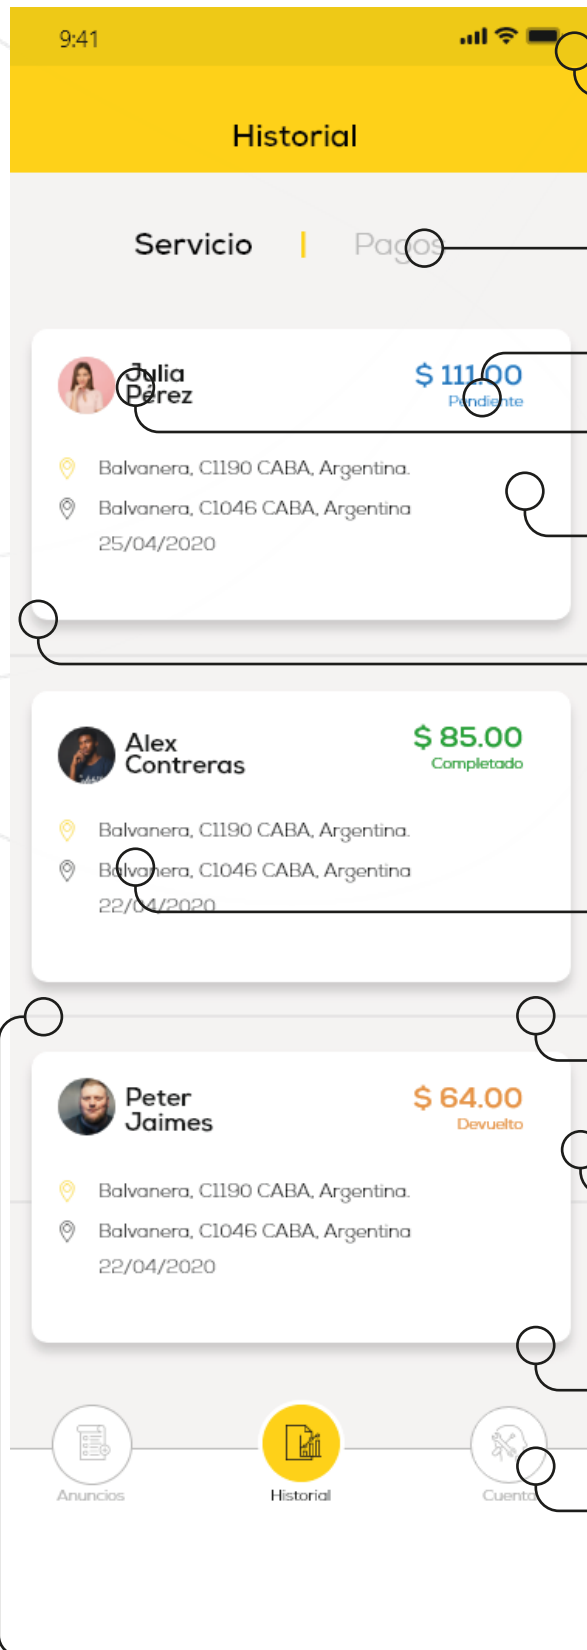 9:41
Historial
Servicio | Pagos
Julia
Pérez
$ 111.00
Pendiente
Balvanera, C1190 CABA, Argentina.
Balvanera, C1046 CABA, Argentina
25/04/2020
Alex
Contreras
$ 85.00
Completado
Balvanera, C1190 CABA, Argentina.
Balvanera, C1046 CABA, Argentina
22/04/2020
Peter
Jaimes
$ 64.00
Devuelto
Balvanera, C1190 CABA, Argentina.
Balvanera, C1046 CABA, Argentina
22/04/2020
Anuncios
Historial
Cuenta